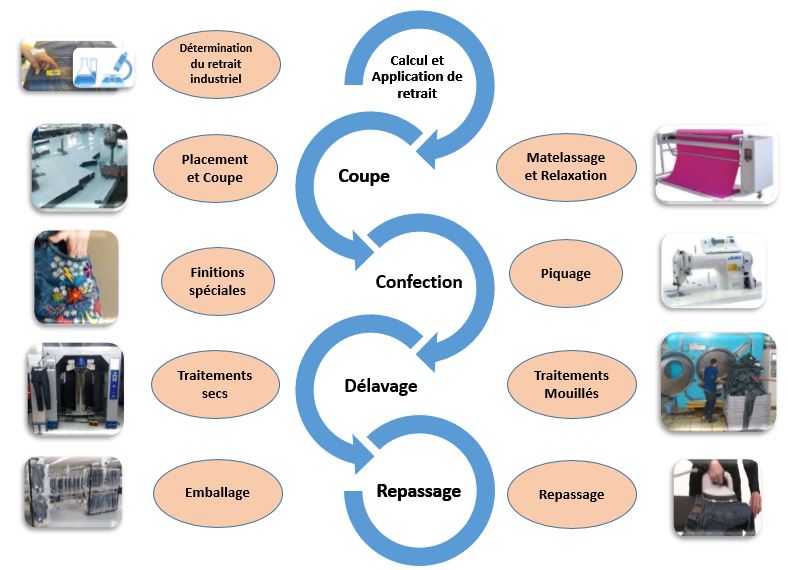 Détermination
du retrait
industriel
Calcul et
Application de
retrait
Placement
et Coupe
Coupe
Matelassage
et Relaxation
Finitions
spéciales
Confection
Piquage
Traitements
secs
Délavage
Traitements
Mouillés
Emballage
Repassage
Repassage